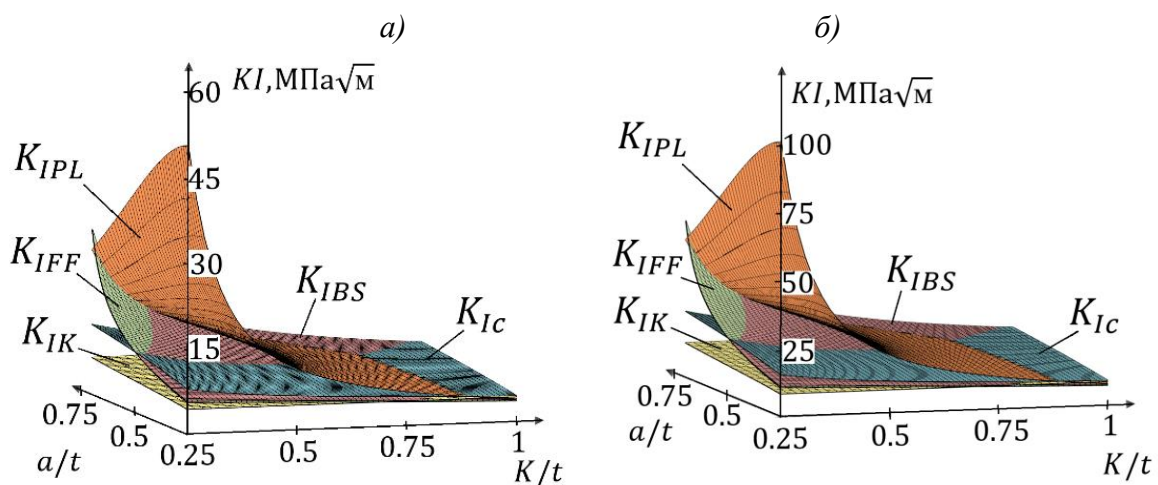 а)
KI,МПа√м
60
45
30
15
K_IPL
K_IFF
K_IK
K_IBS
K_Ic
0.75
0.5
0.25
a/t
0.5
0.75
1
K/t
б)
KI,МПа√м
100
75
50
25
K_IPL
K_IFF
K_IK
K_IBS
K_Ic
0.75
0.5
0.25
a/t
0.5
0.75
1
K/t